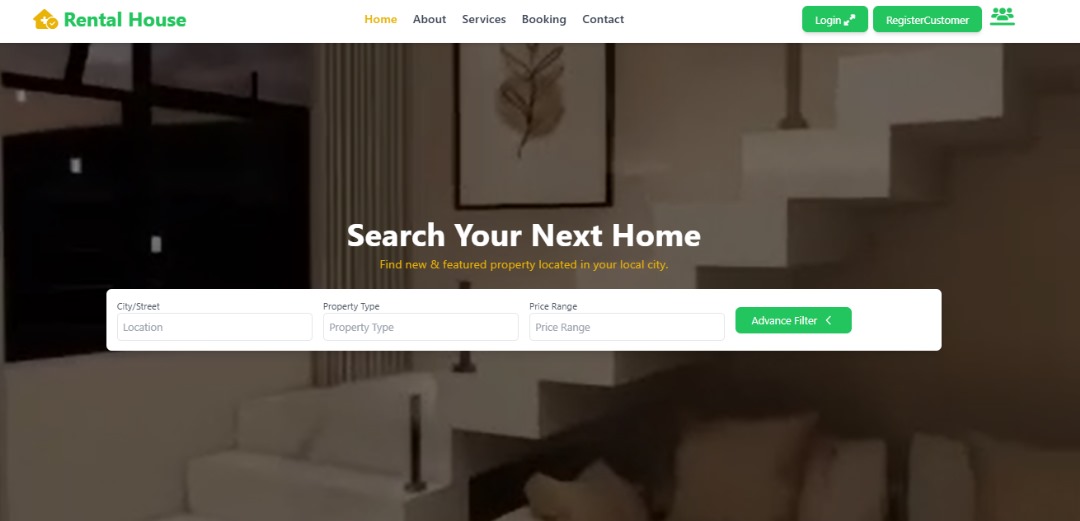 Rental House
Home About Services Booking Contact
Login RegisterCustomer
Search Your Next Home
Find new & featured property located in your local city.
City/Street Property Type Price Range
Location Property Type Price Range Advance Filter